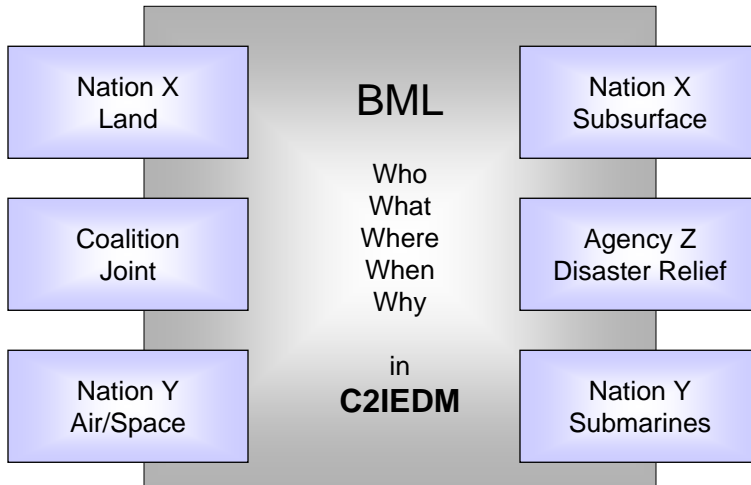 Nation X
Land
Coalition
Joint
Nation Y
Air/Space
BML
Who
What
Where
When
Why
in
C2IEDM
Nation X
Subsurface
Agency Z
Disaster Relief
Nation Y
Submarines